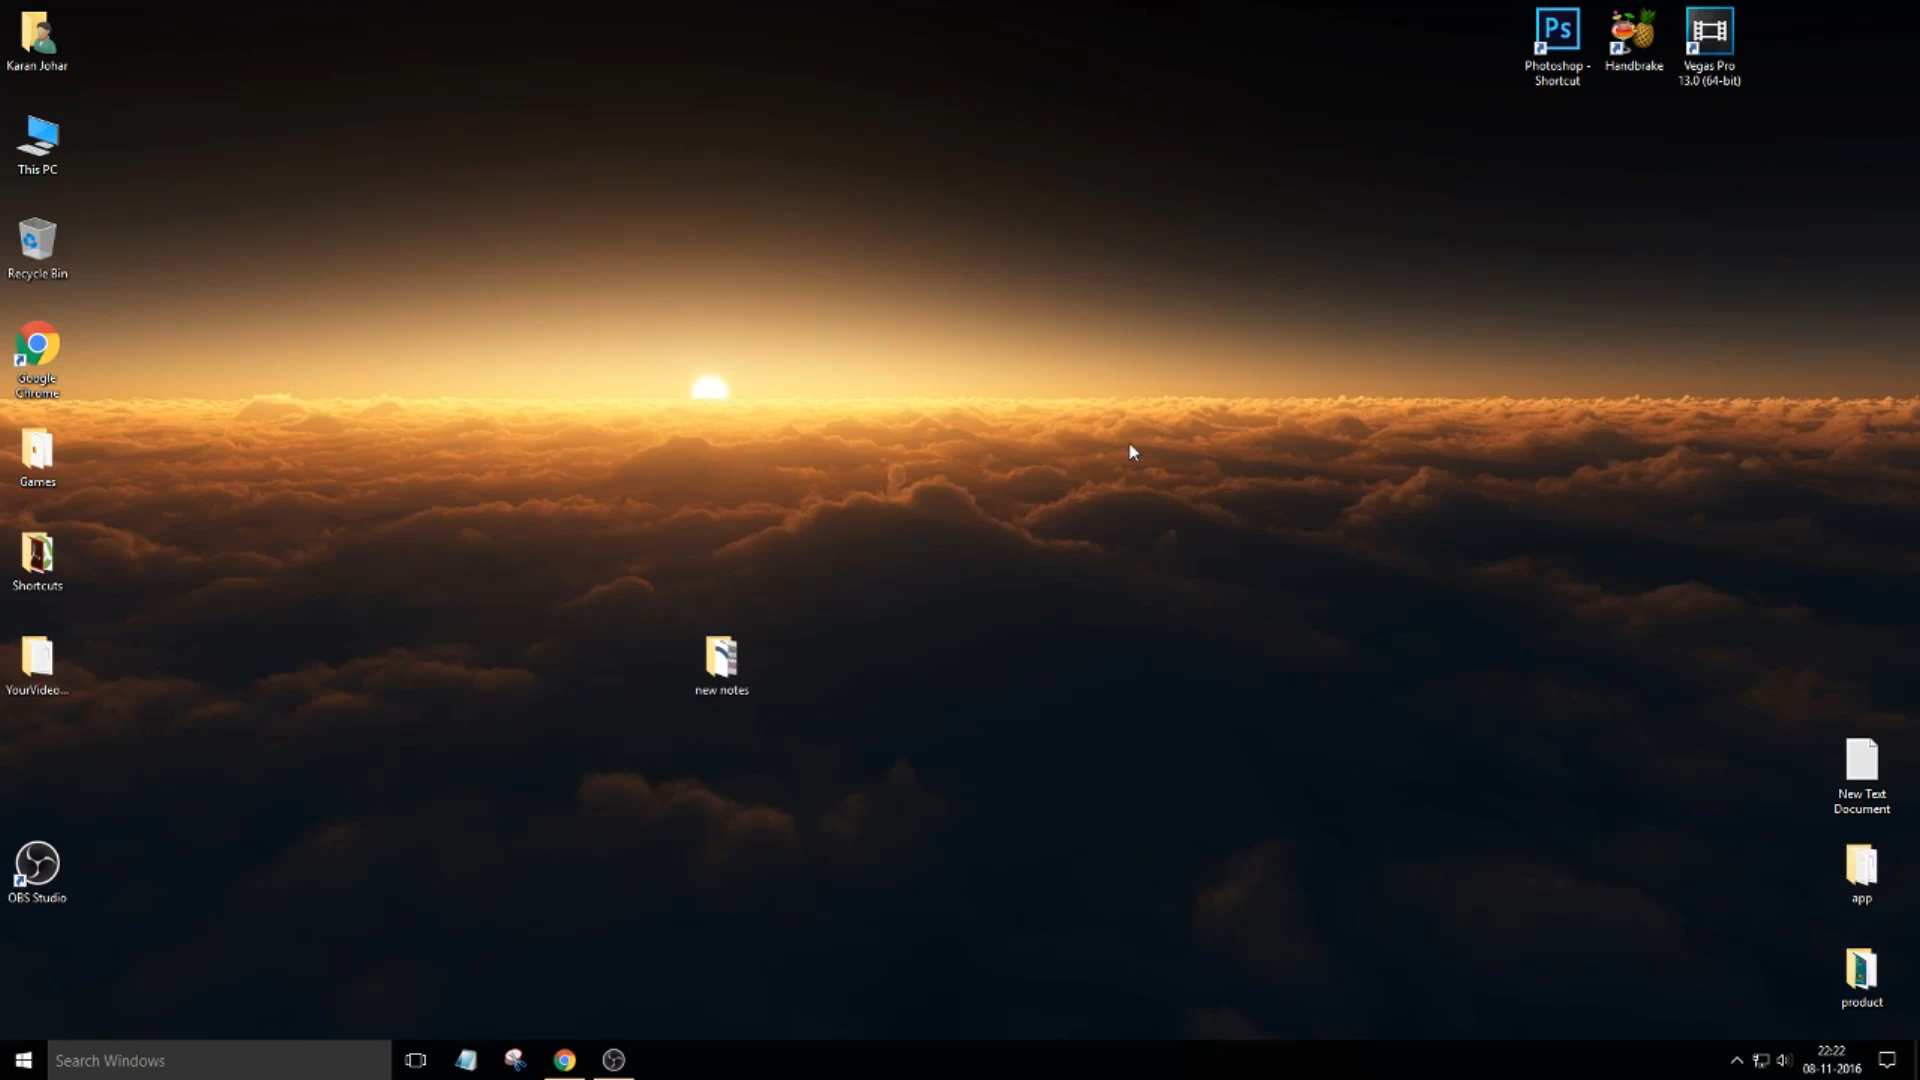 Karan Johar
This PC
Recycle Bin
Google
Chrome
Games
Shortcuts
YourVideo...
OBS Studio
new notes
Ps
Photoshop -
Shortcut
Handbrake
Vegas Pro
13.0 (64-bit)
New Text
Document
app
product
Search Windows
22:22
08-11-2016